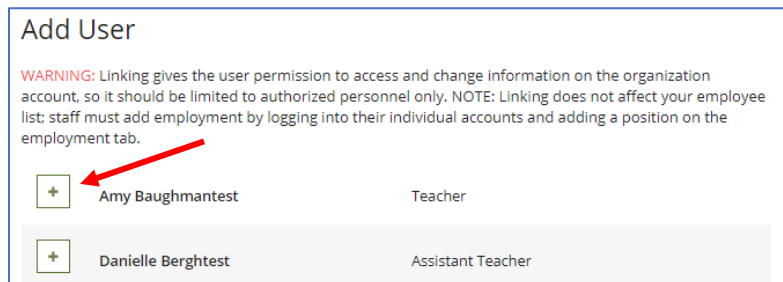 Add User
WARNING: Linking gives the user permission to access and change information on the organization
account, so it should be limited to authorized personnel only. NOTE: Linking does not affect your employee
list; staff must add employment by logging into their individual accounts and adding a position on the
employment tab.
+ Amy Baughmantest Teacher
+ Danielle Berghtest Assistant Teacher